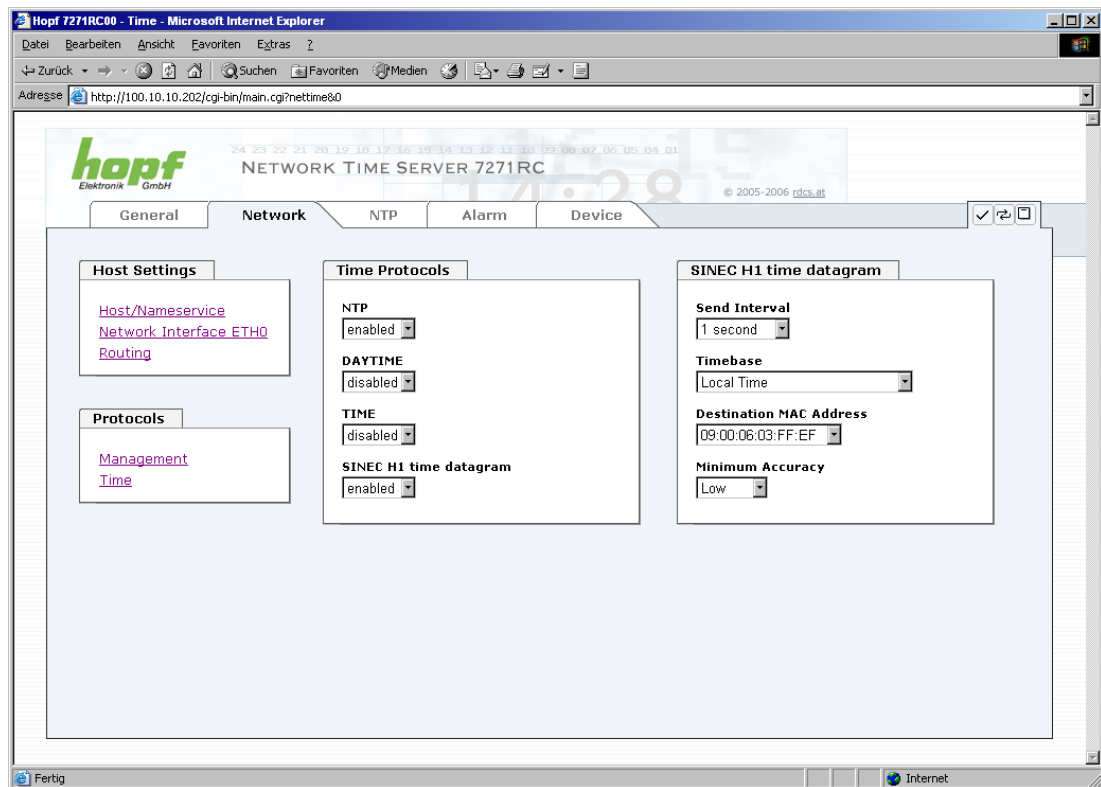 Hopf 7271RC00 - Time - Microsoft Internet Explorer
Datei Bearbeiten Ansicht Favoriten Extras ?
Zurück Suchen Favoriten Medien
Adresse http://100.10.10.202/cgi-bin/main.cgi?nettime&0
hopf
Elektronik GmbH
24 23 22 21 20 19 18 17 16 15 14 13 12 11 10 09 08 07 06 05 04 01
NETWORK TIME SERVER 7271RC
14:28
© 2005-2006 rdcs.at
General Network NTP Alarm Device
Host Settings
Host/Nameservice
Network Interface ETH0
Routing
Protocols
Management
Time
Time Protocols
NTP
enabled
DAYTIME
disabled
TIME
disabled
SINEC H1 time datagram
enabled
SINEC H1 time datagram
Send Interval
1 second
Timebase
Local Time
Destination MAC Address
09:00:06:03:FF:EF
Minimum Accuracy
Low
Fertig Internet